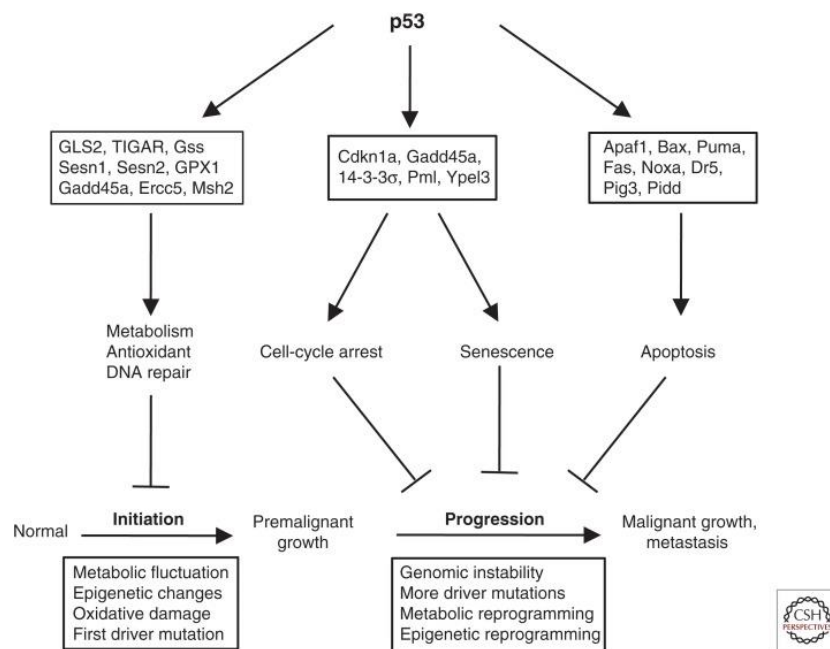 p53
GLS2, TIGAR, Gss
Sesn1, Sesn2, GPX1
Gadd45a, Ercc5, Msh2
Cdkn1a, Gadd45a,
14-3-3σ, Pml, Ypel3
Apaf1, Bax, Puma,
Fas, Noxa, Dr5,
Pig3, Pidd
Metabolism
Antioxidant
DNA repair
Cell-cycle arrest
Senescence
Apoptosis
Normal
Initiation
Premalignant
growth
Progression
Malignant growth,
metastasis
Metabolic fluctuation
Epigenetic changes
Oxidative damage
First driver mutation
Genomic instability
More driver mutations
Metabolic reprogramming
Epigenetic reprogramming
CSH
PERSPECTIVES